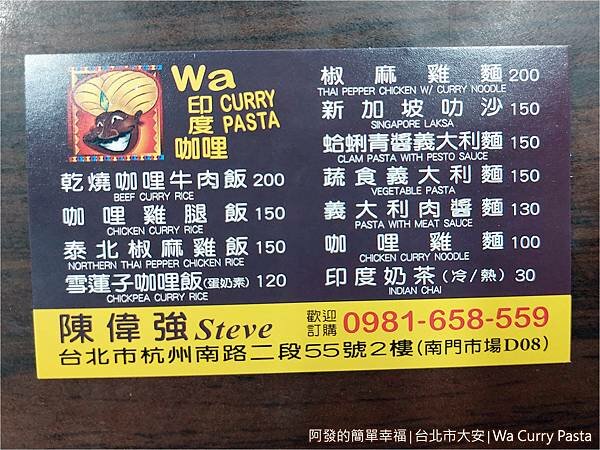 Wa
印度咖哩
CURRY PASTA
乾燒咖哩牛肉飯 200
BEEF CURRY RICE
咖哩雞腿飯 150
CHICKEN CURRY RICE
泰北椒麻雞飯 150
NORTHERN THAI PEPPER CHICKEN RICE
雪蓮子咖哩飯(蛋奶素) 120
CHICKPEA CURRY RICE
椒麻雞麵 200
THAI PEPPER CHICKEN W/ CURRY NOODLE
新加坡叻沙 150
SINGAPORE LAKSA
蛤蜊青醬義大利麵 150
CLAM PASTA WITH PESTO SAUCE
蔬食義大利麵 150
VEGETABLE PASTA
義大利肉醬麵 130
PASTA WITH MEAT SAUCE
咖哩雞麵 100
CHICKEN CURRY NOODLE
印度奶茶(冷/熱) 30
INDIAN CHAI
陳偉強 Steve 歡迎訂購 0981-658-559
台北市杭州南路二段55號2樓(南門市場D08)
阿發的簡單幸福|台北市大安|Wa Curry Pasta